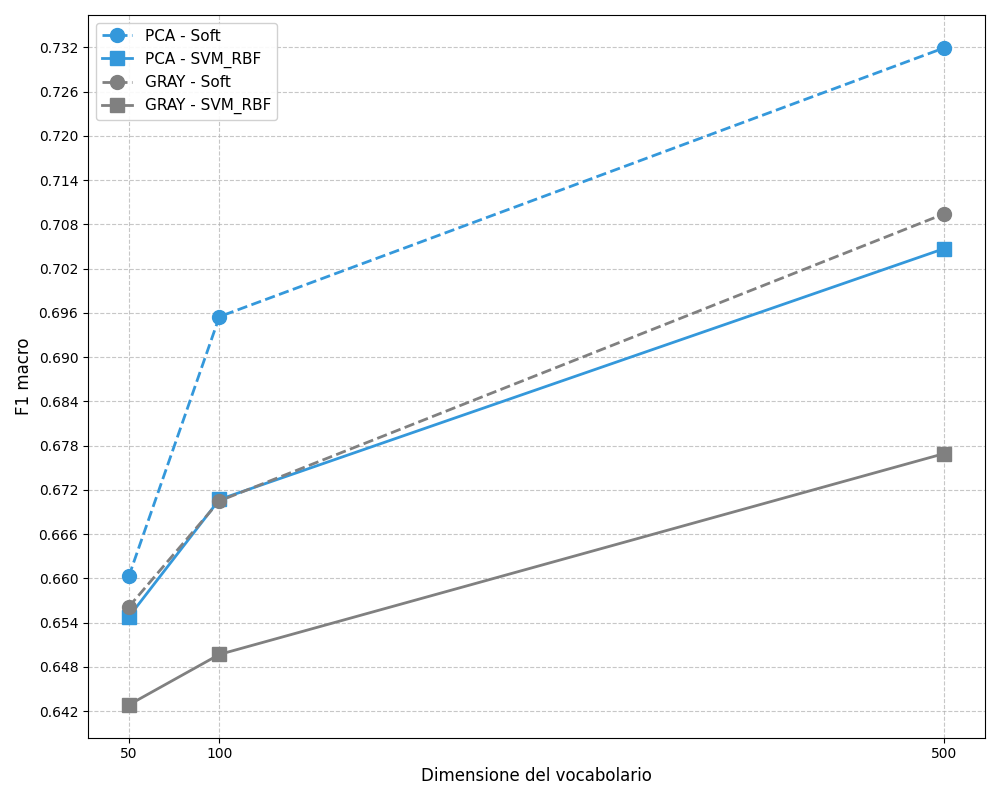 PCA - Soft
PCA - SVM_RBF
GRAY - Soft
GRAY - SVM_RBF
F1 macro
0.732
0.726
0.720
0.714
0.708
0.702
0.696
0.690
0.684
0.678
0.672
0.666
0.660
0.654
0.648
0.642
50 100 500
Dimensione del vocabolario